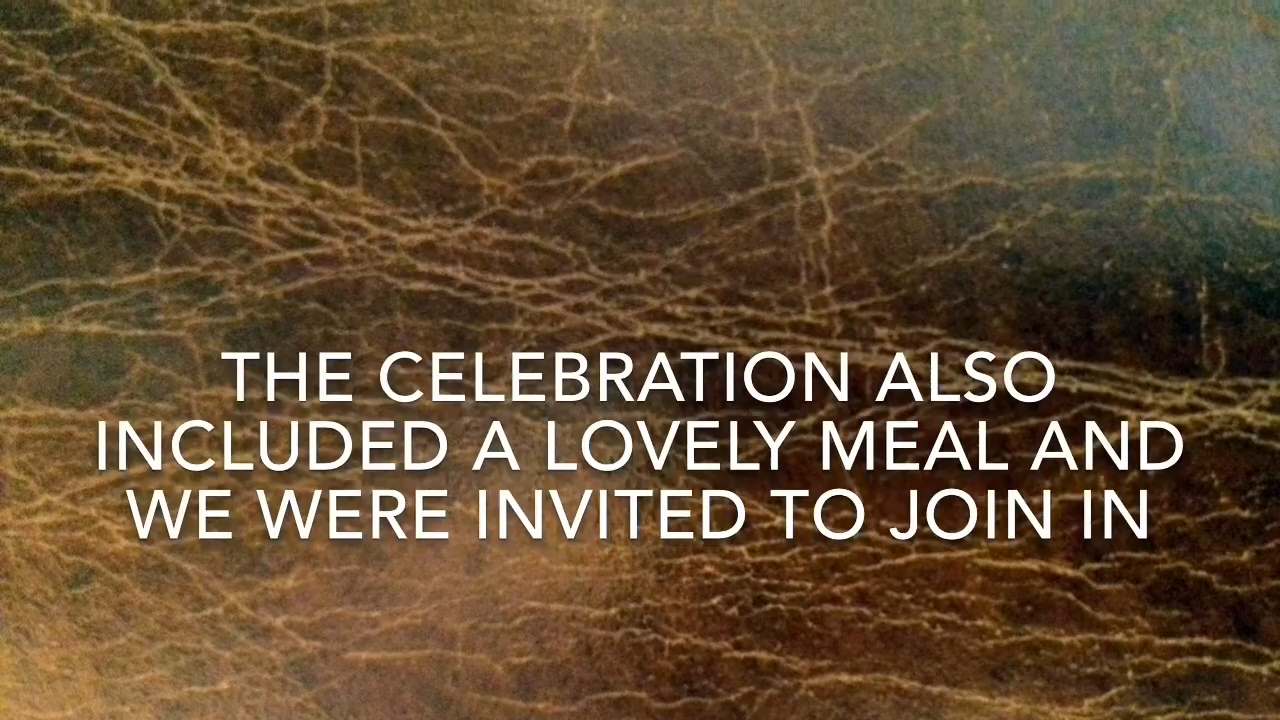 THE CELEBRATION ALSO
INCLUDED A LOVELY MEAL AND
WE WERE INVITED TO JOIN IN